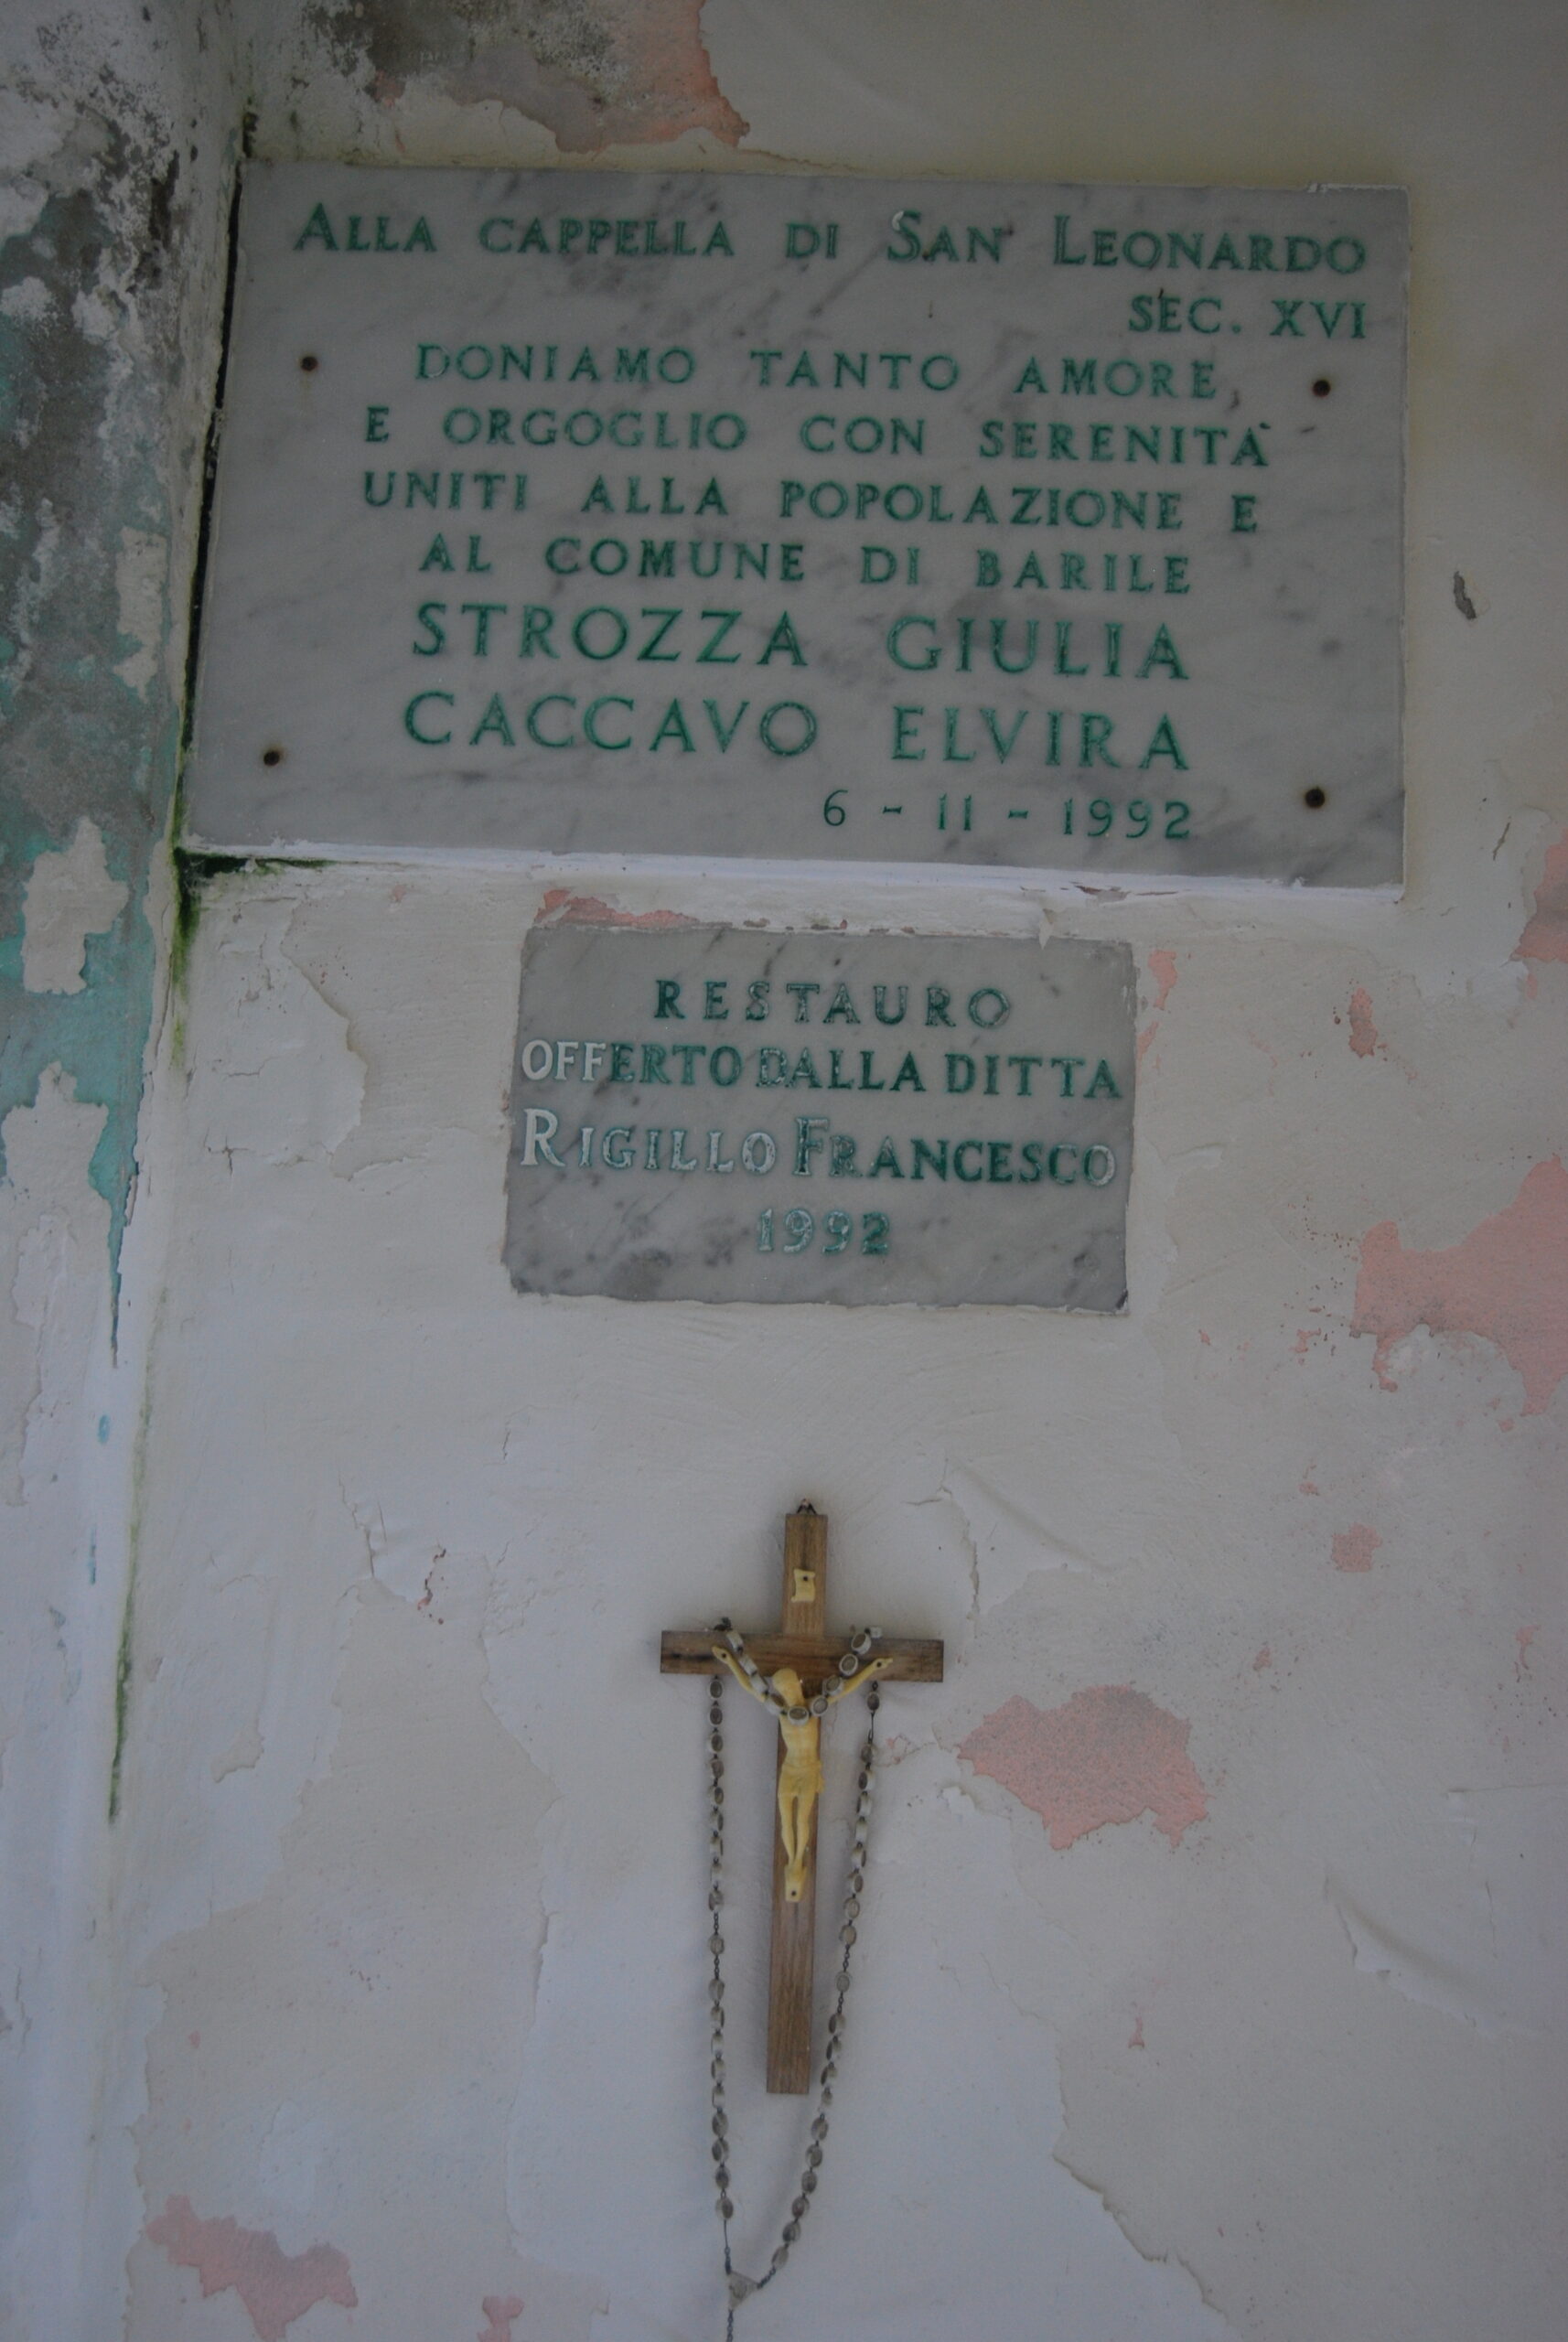 ALLA CAPPELLA DI SAN LEONARDO
SEC. XVI
DONIAMO TANTO AMORE,
E ORGOGLIO CON SERENITÀ
UNITI ALLA POPOLAZIONE E
AL COMUNE DI BARILE
STROZZA GIULIA
CACCAVO ELVIRA
6 - 11 - 1992
RESTAURO
OFFERTO DALLA DITTA
RIGILLO FRANCESCO
1992